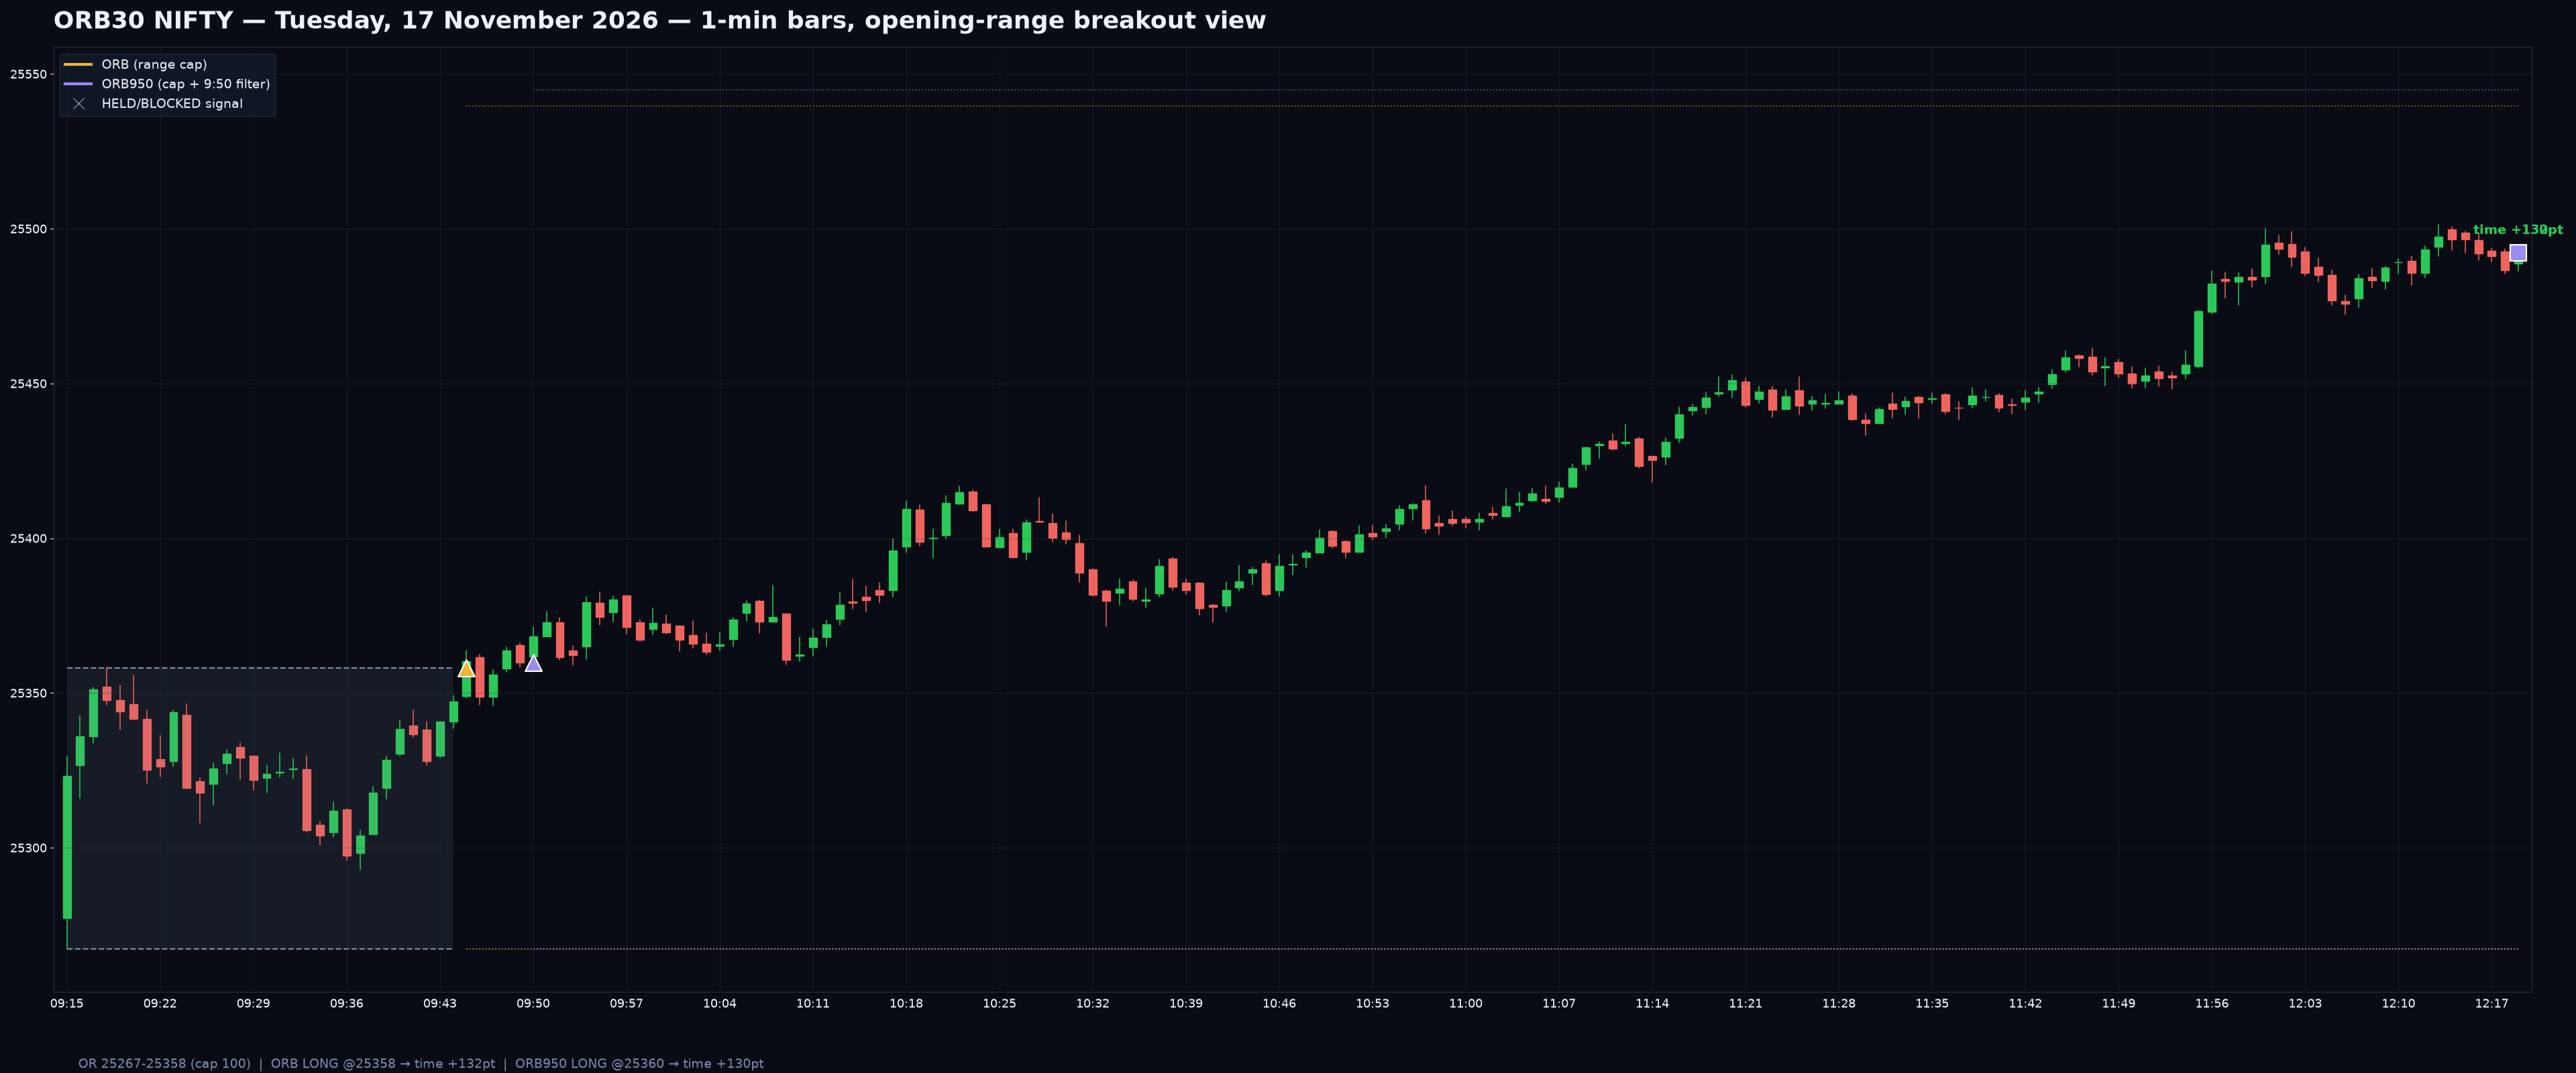 ORB30 NIFTY — Tuesday, 17 November 2026 — 1-min bars, opening-range breakout view
ORB (range cap)
ORB950 (cap + 9:50 filter)
HELD/BLOCKED signal
25550
25500
25450
25400
25350
25300
time +130pt
09:15 09:22 09:29 09:36 09:43 09:50 09:57 10:04 10:11 10:18 10:25 10:32 10:39 10:46 10:53 11:00 11:07 11:14 11:21 11:28 11:35 11:42 11:49 11:56 12:03 12:10 12:17
OR 25267-25358 (cap 100) | ORB LONG @25358 → time +132pt | ORB950 LONG @25360 → time +130pt